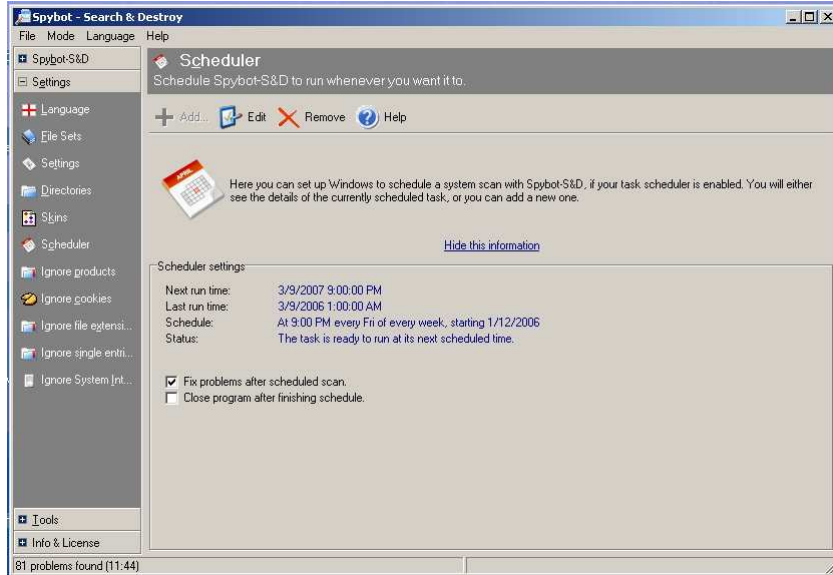 Spybot - Search & Destroy
File Mode Language Help
Spybot-S&D
Settings
Language
File Sets
Settings
Directories
Skins
Scheduler
Ignore products
Ignore cookies
Ignore file extensi...
Ignore single entri...
Ignore System Int...
Tools
Info & License
Scheduler
Schedule Spybot-S&D to run whenever you want it to.
Add... Edit Remove Help
APRIL
Here you can set up Windows to schedule a system scan with Spybot-S&D, if your task scheduler is enabled. You will either
see the details of the currently scheduled task, or you can add a new one.
Hide this information
Scheduler settings
Next run time: 3/9/2007 9:00:00 PM
Last run time: 3/9/2006 1:00:00 AM
Schedule: At 9:00 PM every Fri of every week, starting 1/12/2006
Status: The task is ready to run at its next scheduled time.
Fix problems after scheduled scan.
Close program after finishing schedule.
81 problems found (11:44)